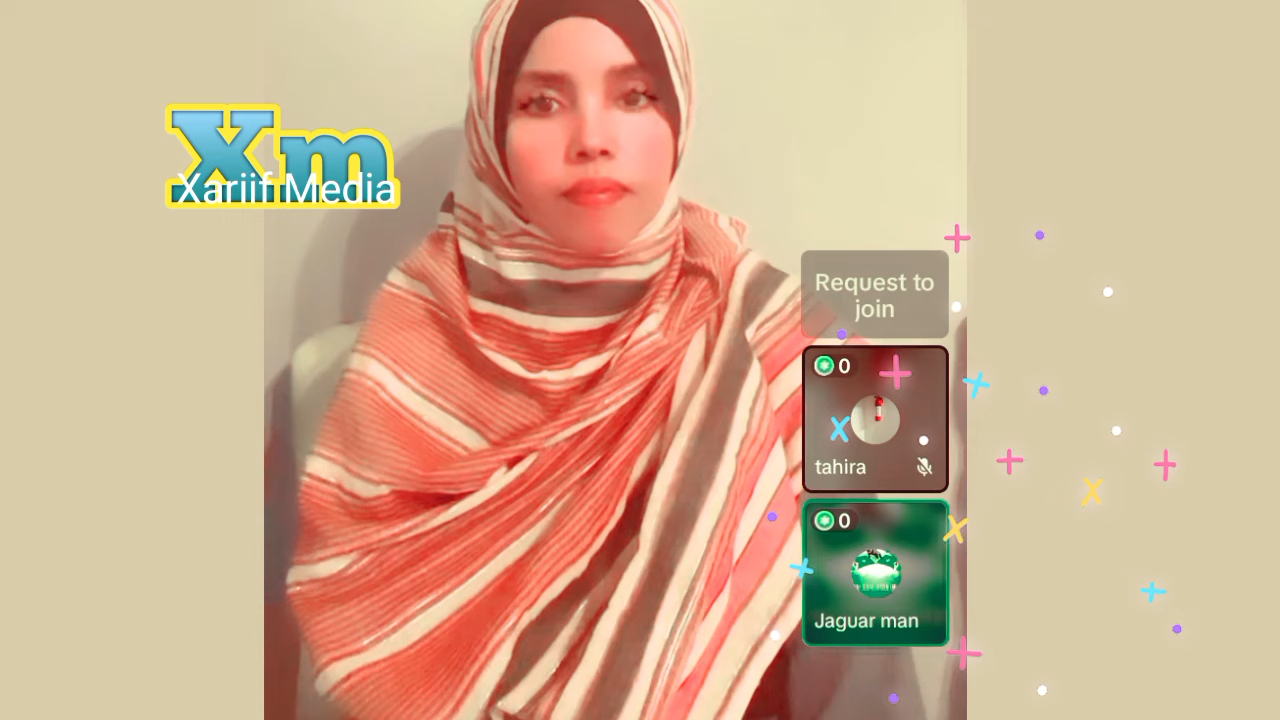 Xm
Xariif Media
Request to
join
0
tahira
0
Jaguar man